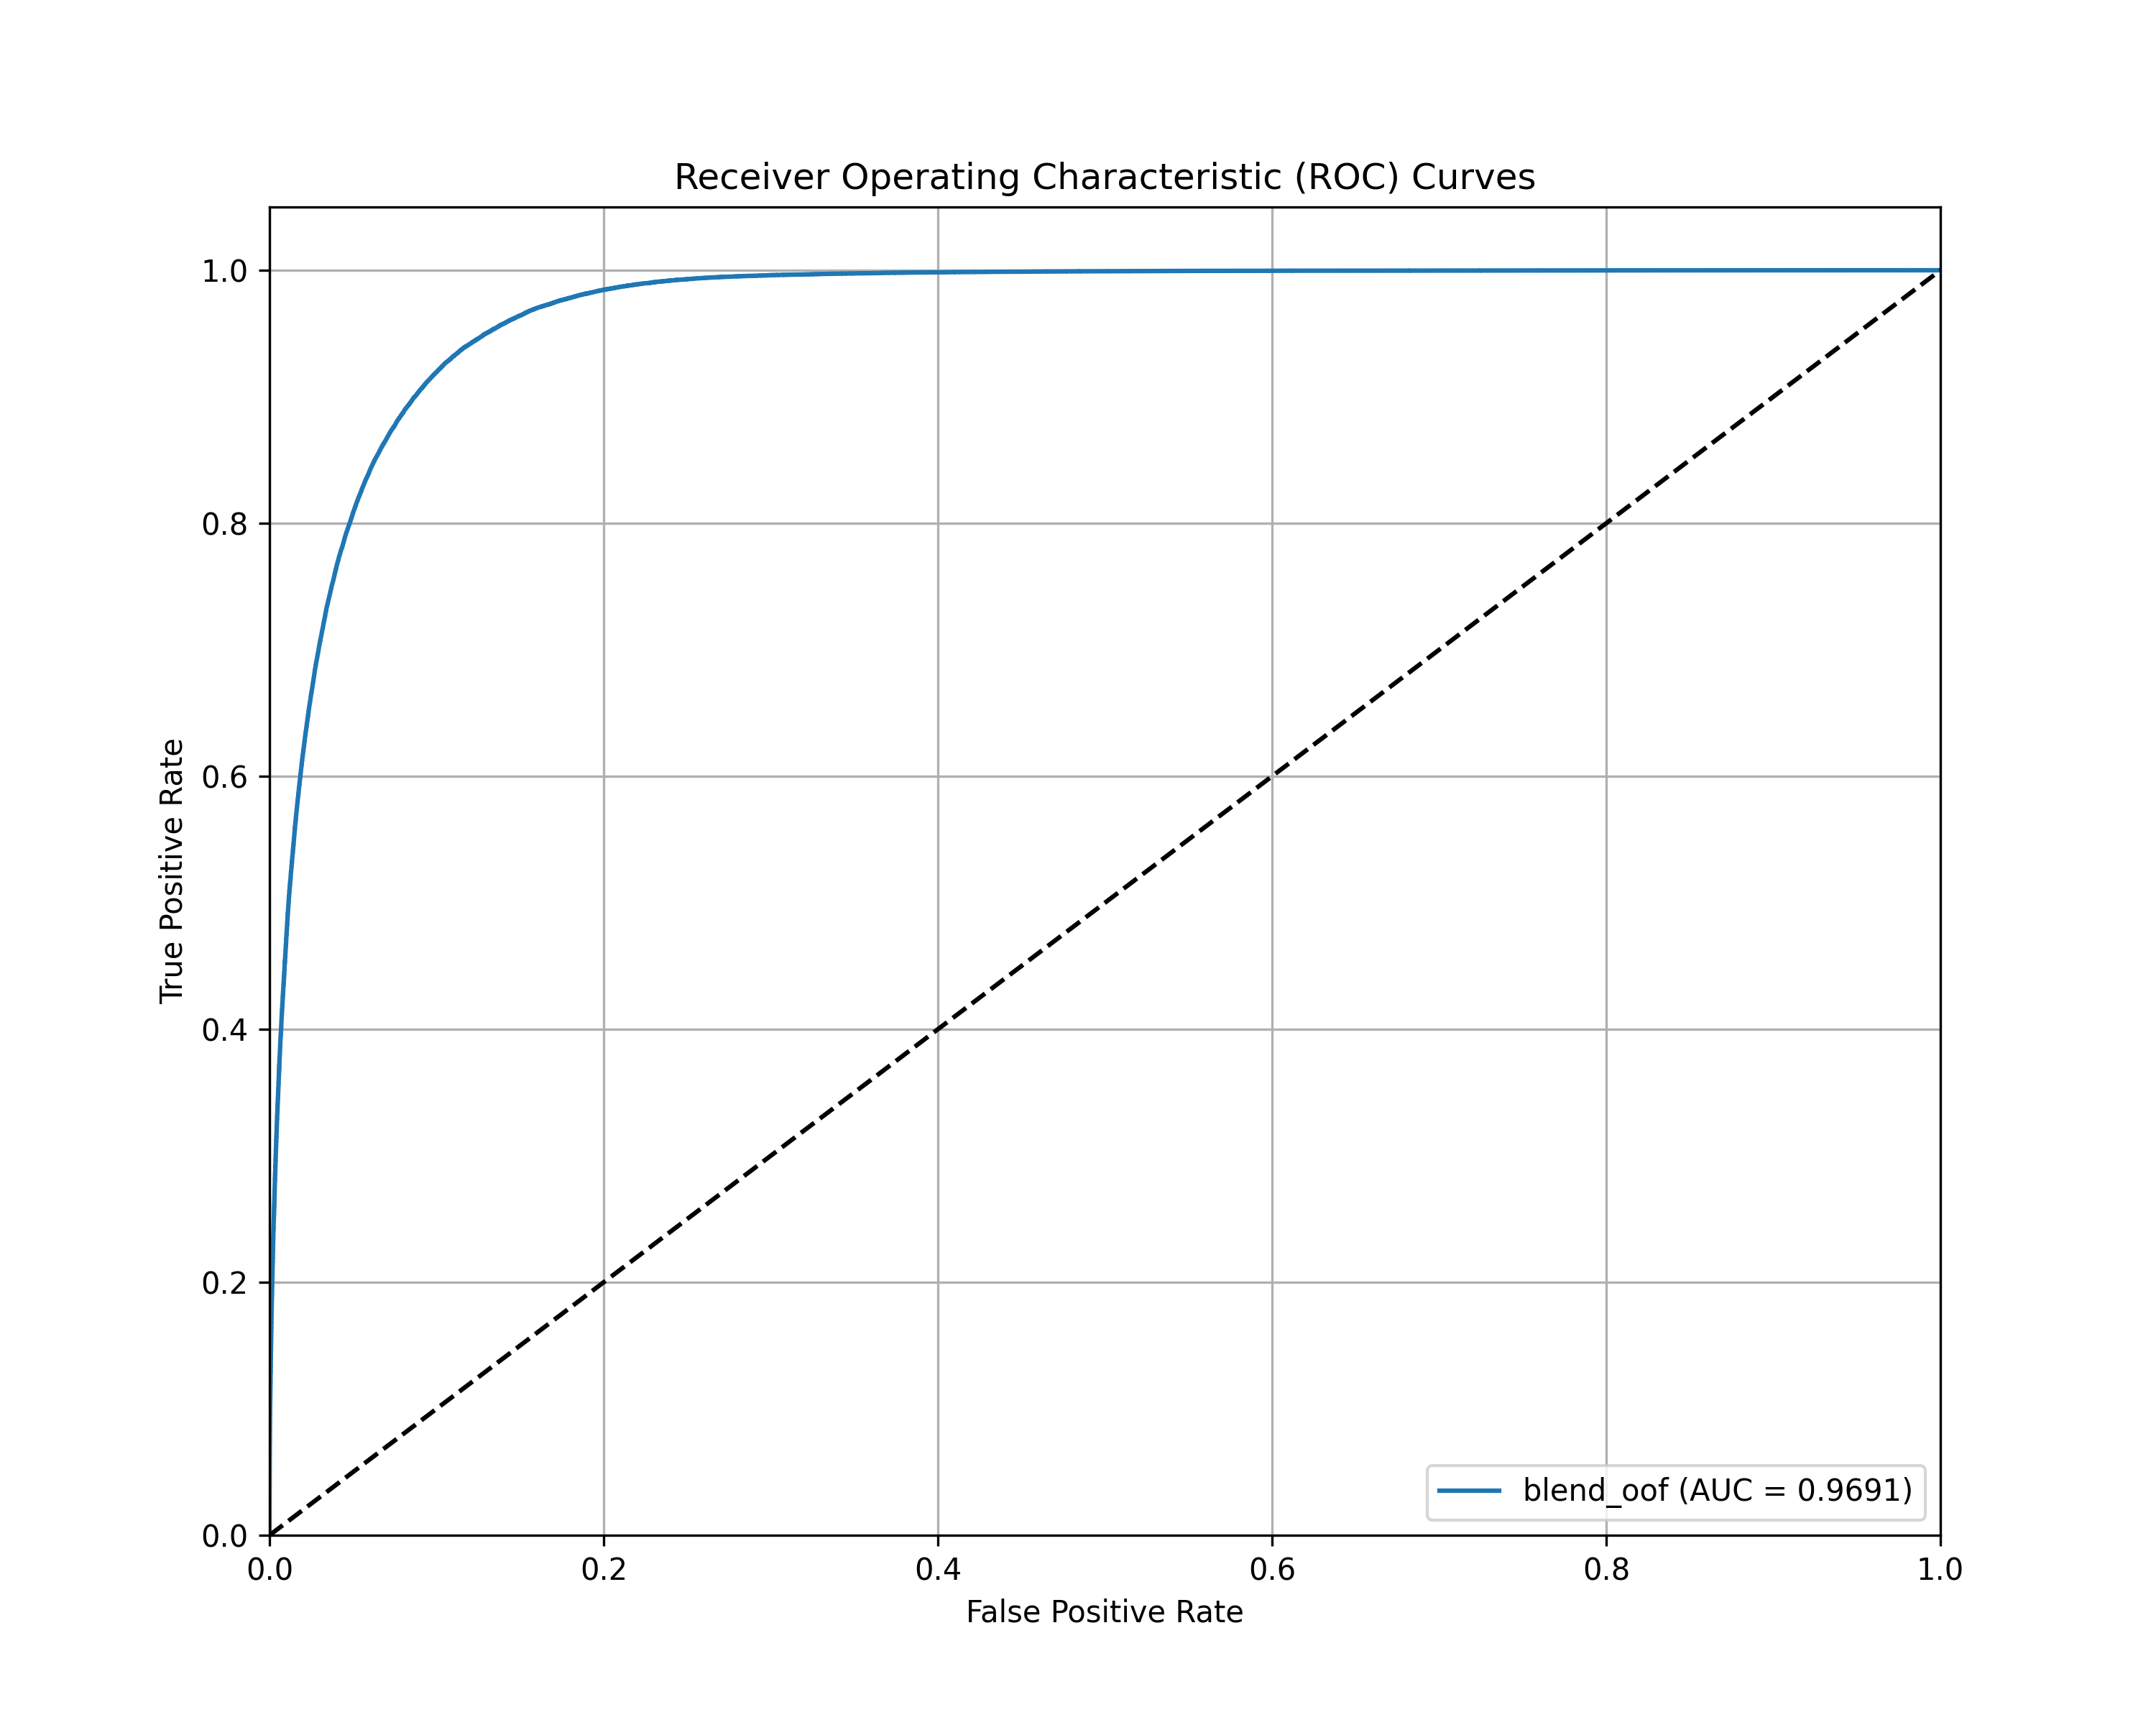 Receiver Operating Characteristic (ROC) Curves
1.0
0.8
0.6
0.4
0.2
0.0
True Positive Rate
0.0 0.2 0.4 0.6 0.8 1.0
False Positive Rate
blend_oof (AUC = 0.9691)